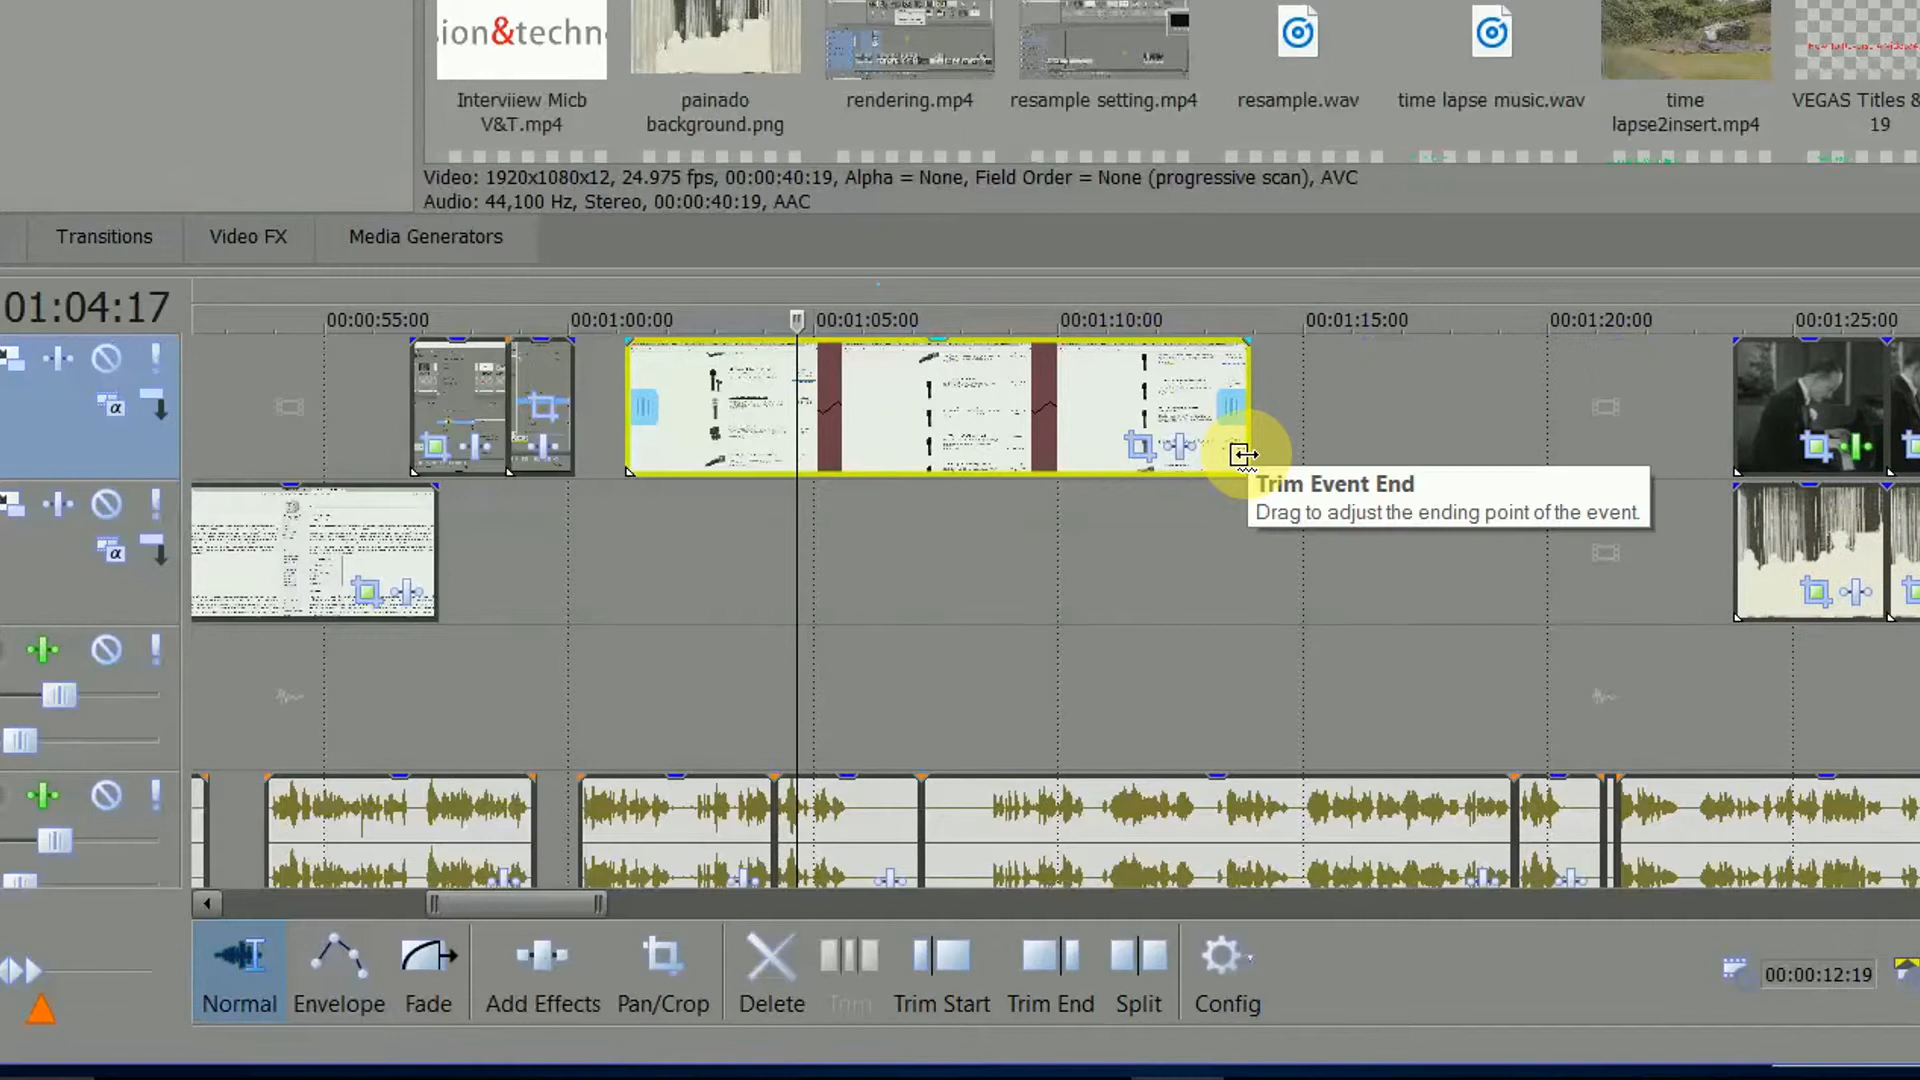 ion&techn
Interviiew Micb
V&T.mp4
painado
background.png
rendering.mp4
resample setting.mp4
resample.wav
time lapse music.wav
time
lapse2insert.mp4
VEGAS Titles &
19
Video: 1920x1080x12, 24.975 fps, 00:00:40:19, Alpha = None, Field Order = None (progressive scan), AVC
Audio: 44,100 Hz, Stereo, 00:00:40:19, AAC
Transitions
Video FX
Media Generators
01:04:17
00:00:55:00
00:01:00:00
00:01:05:00
00:01:10:00
00:01:15:00
00:01:20:00
00:01:25:00
Trim Event End
Drag to adjust the ending point of the event.
Normal
Envelope
Fade
Add Effects
Pan/Crop
Delete
Trim
Trim Start
Trim End
Split
Config
00:00:12:19